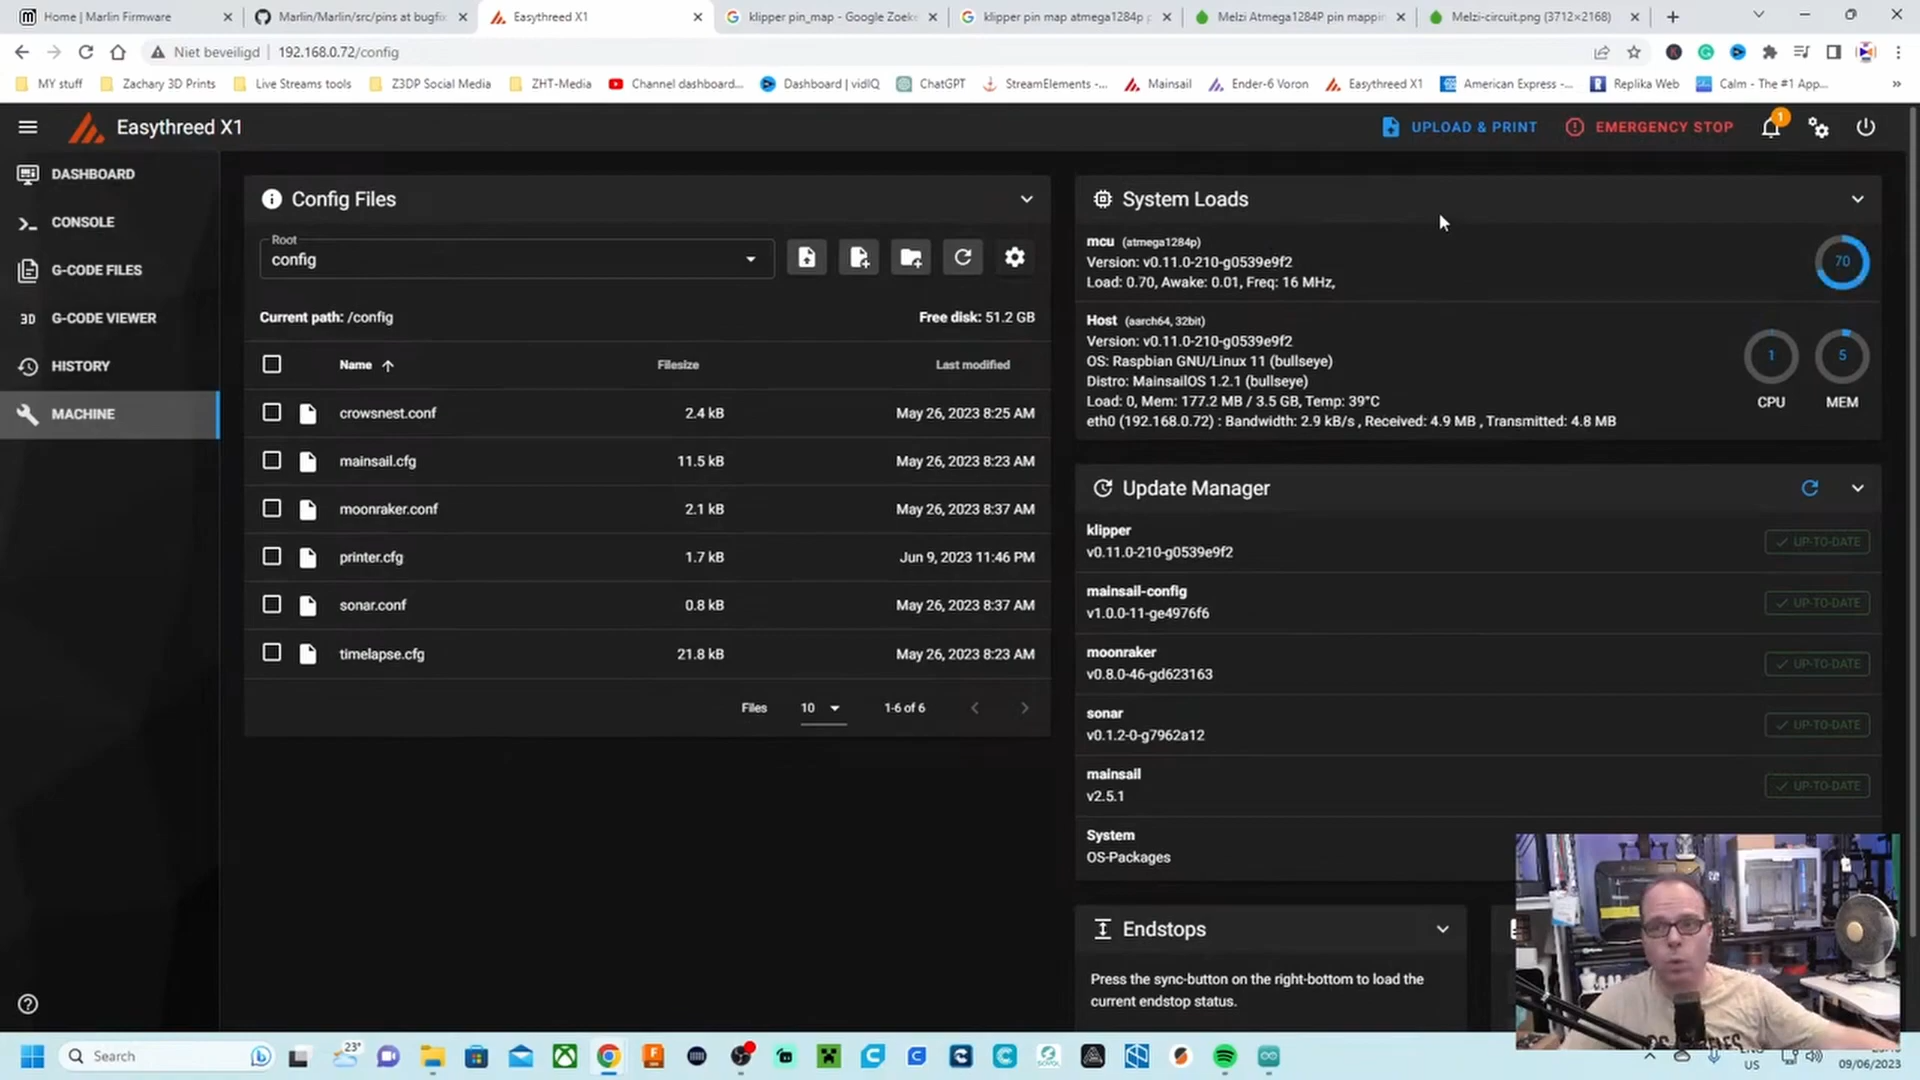 Home | Marlin Firmware
Marlin/Marlin/src/pins at bugfix
Easythreed X1
klipper pin_map - Google Zoeke
klipper pin map atmega1284p p
Melzi Atmega1284P pin mappin
Melzi-circuit.png (3712×2168)
Niet beveiligd
192.168.0.72/config
MY stuff
Zachary 3D Prints
Live Streams tools
Z3DP Social Media
ZHT-Media
Channel dashboard...
Dashboard | vidIQ
ChatGPT
StreamElements -...
Mainsail
Ender-6 Voron
Easythreed X1
American Express -...
Replika Web
Calm - The #1 App...
Easythreed X1
UPLOAD & PRINT
EMERGENCY STOP
1
DASHBOARD
CONSOLE
G-CODE FILES
3D G-CODE VIEWER
HISTORY
MACHINE
Config Files
Root
config
Current path: /config
Free disk: 51.2 GB
Name
Filesize
Last modified
crowsnest.conf 2.4 kB May 26, 2023 8:25 AM
mainsail.cfg 11.5 kB May 26, 2023 8:23 AM
moonraker.conf 2.1 kB May 26, 2023 8:37 AM
printer.cfg 1.7 kB Jun 9, 2023 11:46 PM
sonar.conf 0.8 kB May 26, 2023 8:37 AM
timelapse.cfg 21.8 kB May 26, 2023 8:23 AM
Files 10 1-6 of 6
System Loads
mcu (atmega1284p)
Version: v0.11.0-210-g0539e9f2
Load: 0.70, Awake: 0.01, Freq: 16 MHz,
70
Host (aarch64, 32bit)
Version: v0.11.0-210-g0539e9f2
OS: Raspbian GNU/Linux 11 (bullseye)
Distro: MainsailOS 1.2.1 (bullseye)
Load: 0, Mem: 177.2 MB / 3.5 GB, Temp: 39°C
eth0 (192.168.0.72) : Bandwidth: 2.9 kB/s , Received: 4.9 MB , Transmitted: 4.8 MB
1
CPU
5
MEM
Update Manager
klipper
v0.11.0-210-g0539e9f2
UP-TO-DATE
mainsail-config
v1.0.0-11-ge4976f6
UP-TO-DATE
moonraker
v0.8.0-46-gd623163
UP-TO-DATE
sonar
v0.1.2-0-g7962a12
UP-TO-DATE
mainsail
v2.5.1
UP-TO-DATE
System
OS-Packages
Endstops
Press the sync-button on the right-bottom to load the
current endstop status.
Search
23°
ENG
US
09/06/2023